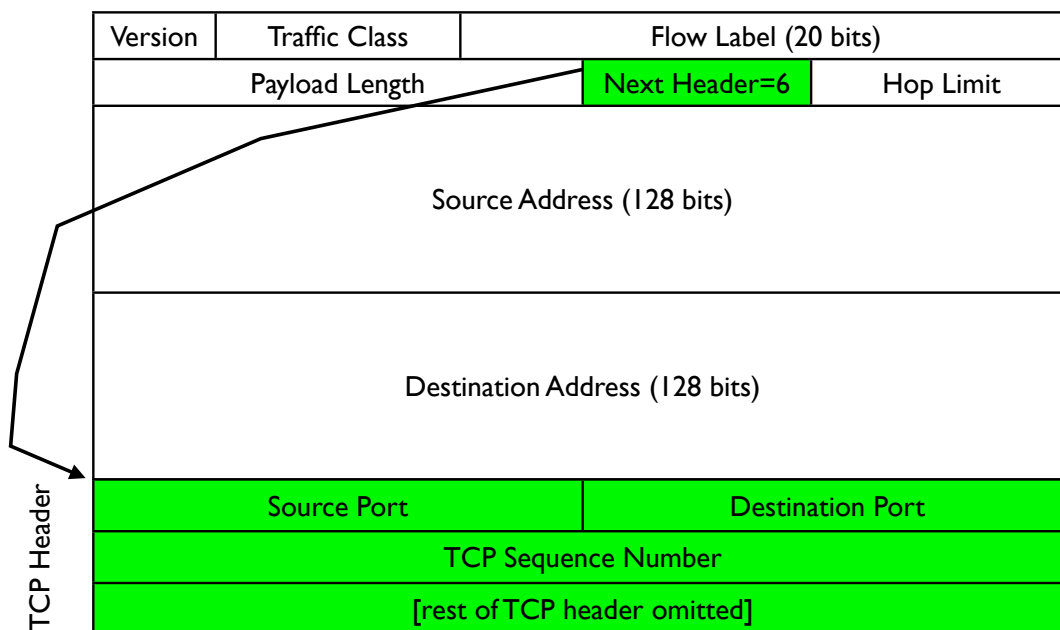 Version Traffic Class Flow Label (20 bits)
Payload Length Next Header=6 Hop Limit
Source Address (128 bits)
Destination Address (128 bits)
TCP Header
Source Port Destination Port
TCP Sequence Number
[rest of TCP header omitted]